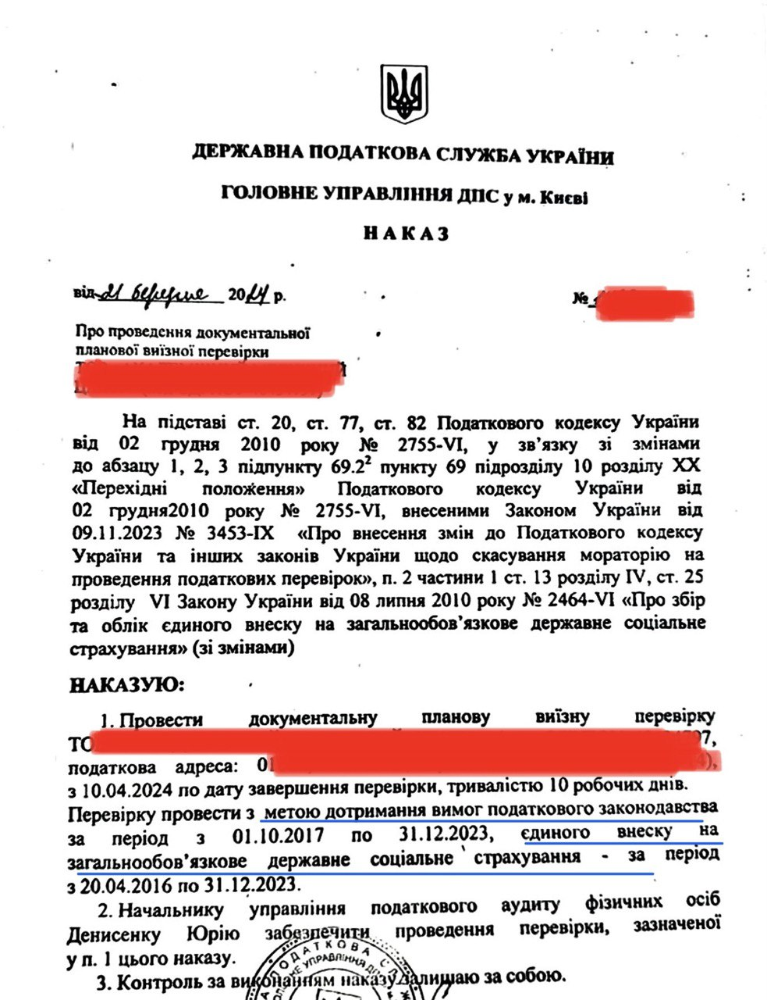 ДЕРЖАВНА ПОДАТКОВА СЛУЖБА УКРАЇНИ
ГОЛОВНЕ УПРАВЛІННЯ ДПС у м. Києві
НАКАЗ
від 21 березня 2024 р. №
Про проведення документальної
планової виїзної перевірки
На підставі ст. 20, ст. 77, ст. 82 Податкового кодексу України
від 02 грудня 2010 року № 2755-VI, у зв’язку зі змінами
до абзацу 1, 2, 3 підпункту 69.2² пункту 69 підрозділу 10 розділу XX
«Перехідні положення» Податкового кодексу України від
02 грудня2010 року № 2755-VI, внесеними Законом України від
09.11.2023 № 3453-IX «Про внесення змін до Податкового кодексу
України та інших законів України щодо скасування мораторію на
проведення податкових перевірок», п. 2 частини 1 ст. 13 розділу IV, ст. 25
розділу VI Закону України від 08 липня 2010 року № 2464-VI «Про збір
та облік єдиного внеску на загальнообов’язкове державне соціальне
страхування» (зі змінами)
НАКАЗУЮ:
1. Провести документальну планову виїзну перевірку
ТО 7,
податкова адреса: 01 ),
з 10.04.2024 по дату завершення перевірки, тривалістю 10 робочих днів.
Перевірку провести з метою дотримання вимог податкового законодавства
за період з 01.10.2017 по 31.12.2023, єдиного внеску на
загальнообов’язкове державне соціальне страхування - за період
з 20.04.2016 по 31.12.2023.
2. Начальнику управління податкового аудиту фізичних осіб
Денисенку Юрію забезпечити проведення перевірки, зазначеної
у п. 1 цього наказу.
3. Контроль за виконанням наказу залишаю за собою.
ПОДАТКОВА С
УПРАВЛІННЯ